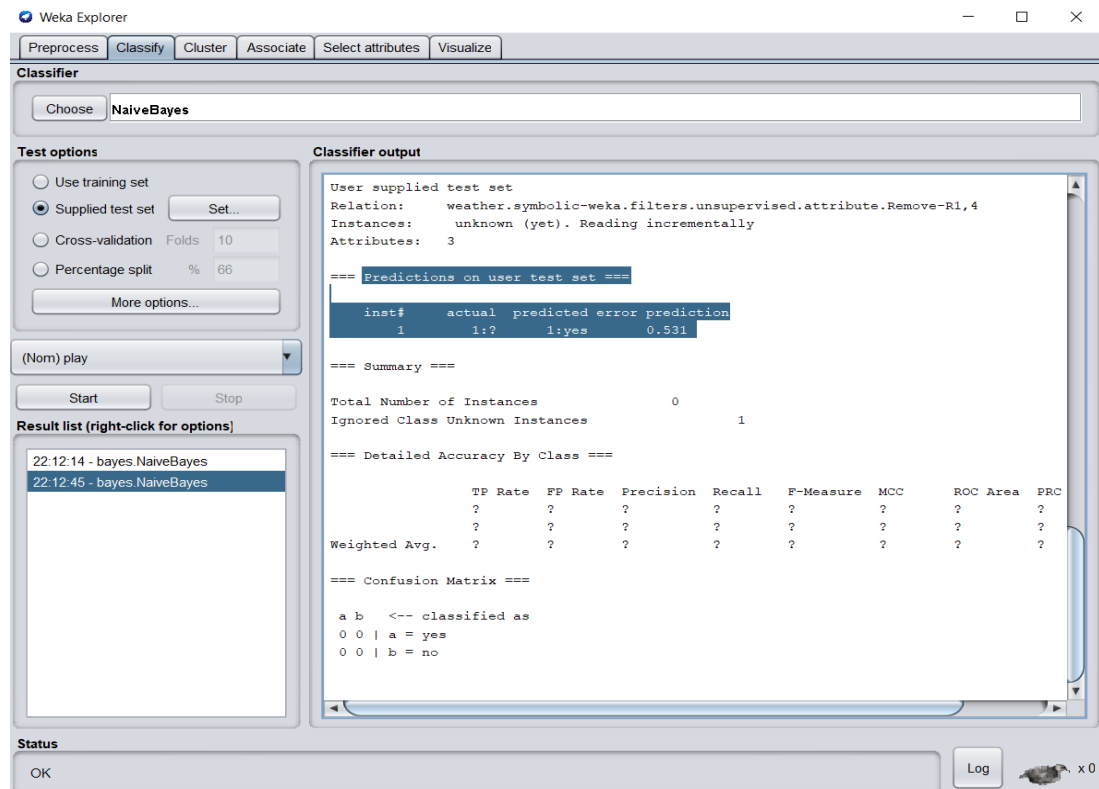 Weka Explorer
Preprocess Classify Cluster Associate Select attributes Visualize
Classifier
Choose NaiveBayes
Test options
Use training set
Supplied test set Set...
Cross-validation Folds 10
Percentage split % 66
More options...
(Nom) play
Start Stop
Result list (right-click for options)
22:12:14 - bayes.NaiveBayes
22:12:45 - bayes.NaiveBayes
Classifier output
User supplied test set
Relation: weather.symbolic-weka.filters.unsupervised.attribute.Remove-R1,4
Instances: unknown (yet). Reading incrementally
Attributes: 3
=== Predictions on user test set ===
inst# actual predicted error prediction
1 1:? 1:yes 0.531
=== Summary ===
Total Number of Instances 0
Ignored Class Unknown Instances 1
=== Detailed Accuracy By Class ===
TP Rate FP Rate Precision Recall F-Measure MCC ROC Area PRC
? ? ? ? ? ? ? ?
? ? ? ? ? ? ? ?
Weighted Avg. ? ? ? ? ? ? ? ?
=== Confusion Matrix ===
a b <-- classified as
0 0 | a = yes
0 0 | b = no
Status
OK
Log
x 0